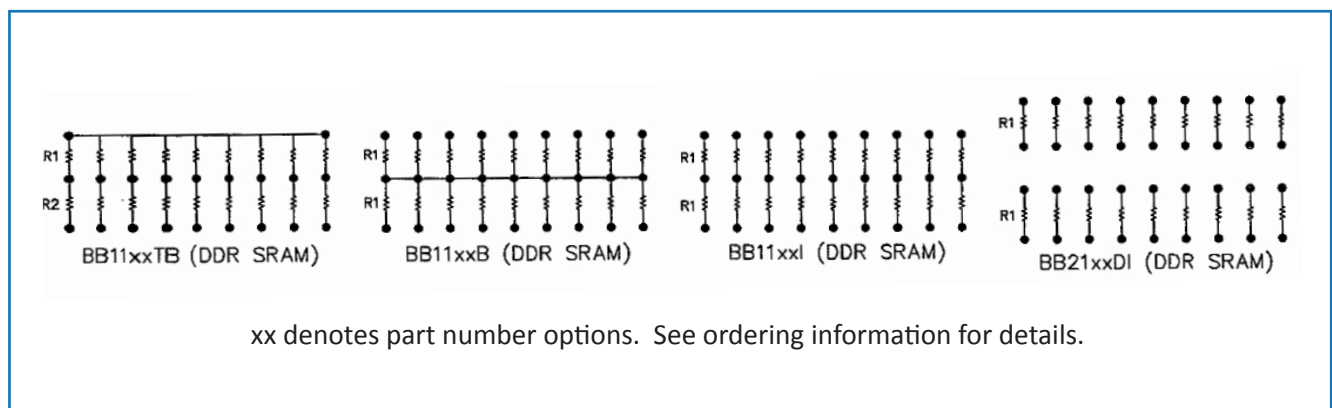 R1
R2
BB11xxTB (DDR SRAM)
R1
R1
BB11xxB (DDR SRAM)
R1
R1
BB11xxI (DDR SRAM)
R1
R1
BB21xxDI (DDR SRAM)
xx denotes part number options.  See ordering information for details.